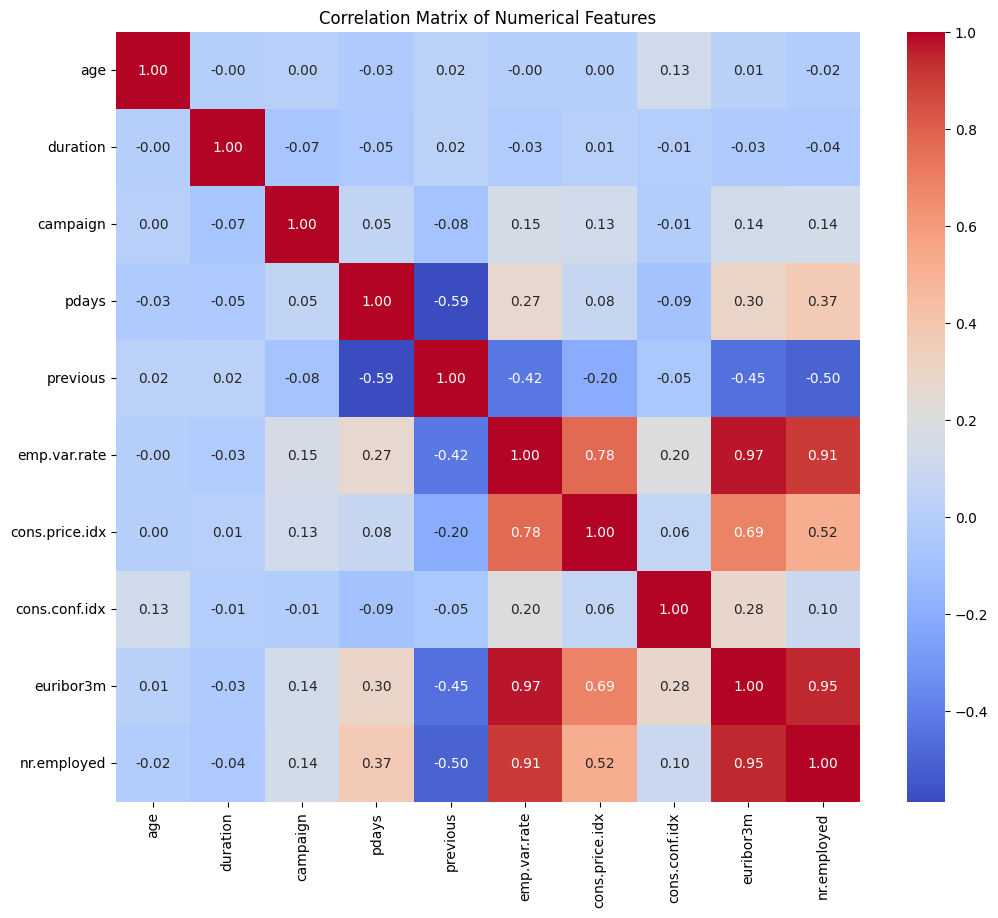 Correlation Matrix of Numerical Features
age 1.00 -0.00 0.00 -0.03 0.02 -0.00 0.00 0.13 0.01 -0.02
duration -0.00 1.00 -0.07 -0.05 0.02 -0.03 0.01 -0.01 -0.03 -0.04
campaign 0.00 -0.07 1.00 0.05 -0.08 0.15 0.13 -0.01 0.14 0.14
pdays -0.03 -0.05 0.05 1.00 -0.59 0.27 0.08 -0.09 0.30 0.37
previous 0.02 0.02 -0.08 -0.59 1.00 -0.42 -0.20 -0.05 -0.45 -0.50
emp.var.rate -0.00 -0.03 0.15 0.27 -0.42 1.00 0.78 0.20 0.97 0.91
cons.price.idx 0.00 0.01 0.13 0.08 -0.20 0.78 1.00 0.06 0.69 0.52
cons.conf.idx 0.13 -0.01 -0.01 -0.09 -0.05 0.20 0.06 1.00 0.28 0.10
euribor3m 0.01 -0.03 0.14 0.30 -0.45 0.97 0.69 0.28 1.00 0.95
nr.employed -0.02 -0.04 0.14 0.37 -0.50 0.91 0.52 0.10 0.95 1.00
age duration campaign pdays previous emp.var.rate cons.price.idx cons.conf.idx euribor3m nr.employed
1.0
0.8
0.6
0.4
0.2
0.0
−0.2
−0.4